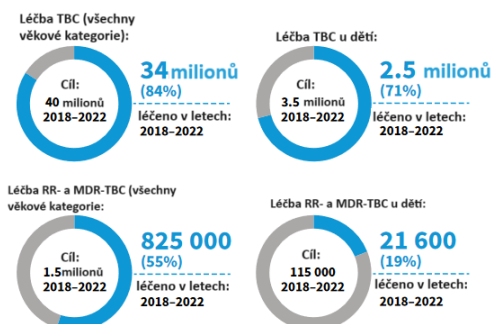 Léčba TBC (všechny
věkové kategorie):
Cíl:
40 milionů
2018–2022
34 milionů
(84%)
léčeno v letech:
2018–2022
Léčba TBC u dětí:
Cíl:
3.5 milionů
2018–2022
2.5 milionů
(71%)
léčeno v letech:
2018–2022
Léčba RR- a MDR-TBC (všechny
věkové kategorie:
Cíl:
1.5milionů
2018–2022
825 000
(55%)
léčeno v letech:
2018–2022
Léčba RR- a MDR-TBC u dětí:
Cíl:
115 000
2018–2022
21 600
(19%)
léčeno v letech:
2018–2022